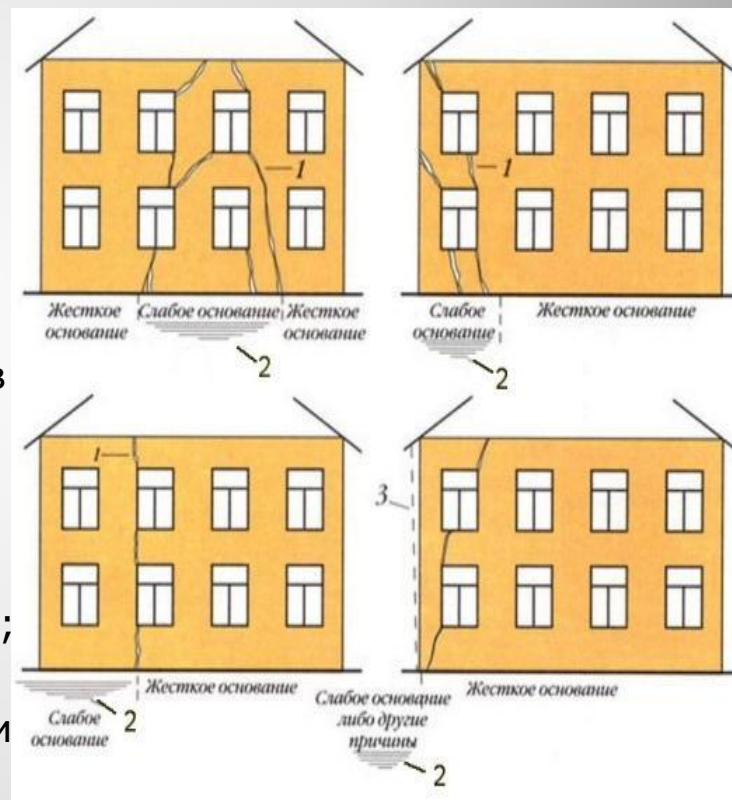 1
1
Жесткое основание
Слабое основание
Жесткое основание
2
Слабое основание
Жесткое основание
2
в
1
3
;
Жесткое основание
Слабое основание
2
и
Жесткое основание
Слабое основание
либо другие
причины
2